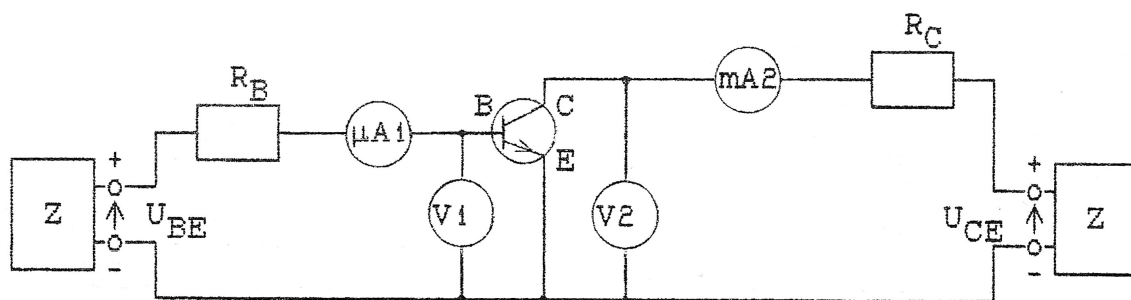 R_C
R_B
mA2
B
C
μA1
E
+
+
Z
U_BE
V1
V2
U_CE
Z
-
-